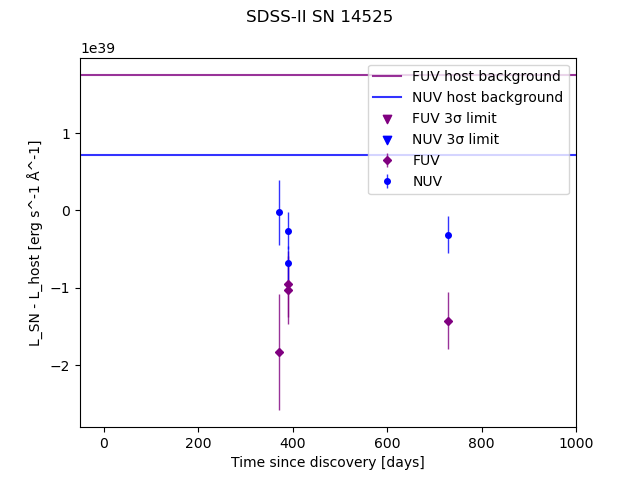 SDSS-II SN 14525
1e39
FUV host background
NUV host background
FUV 3σ limit
NUV 3σ limit
FUV
NUV
1
0
−1
−2
L_SN - L_host [erg s^-1 Å^-1]
0 200 400 600 800 1000
Time since discovery [days]